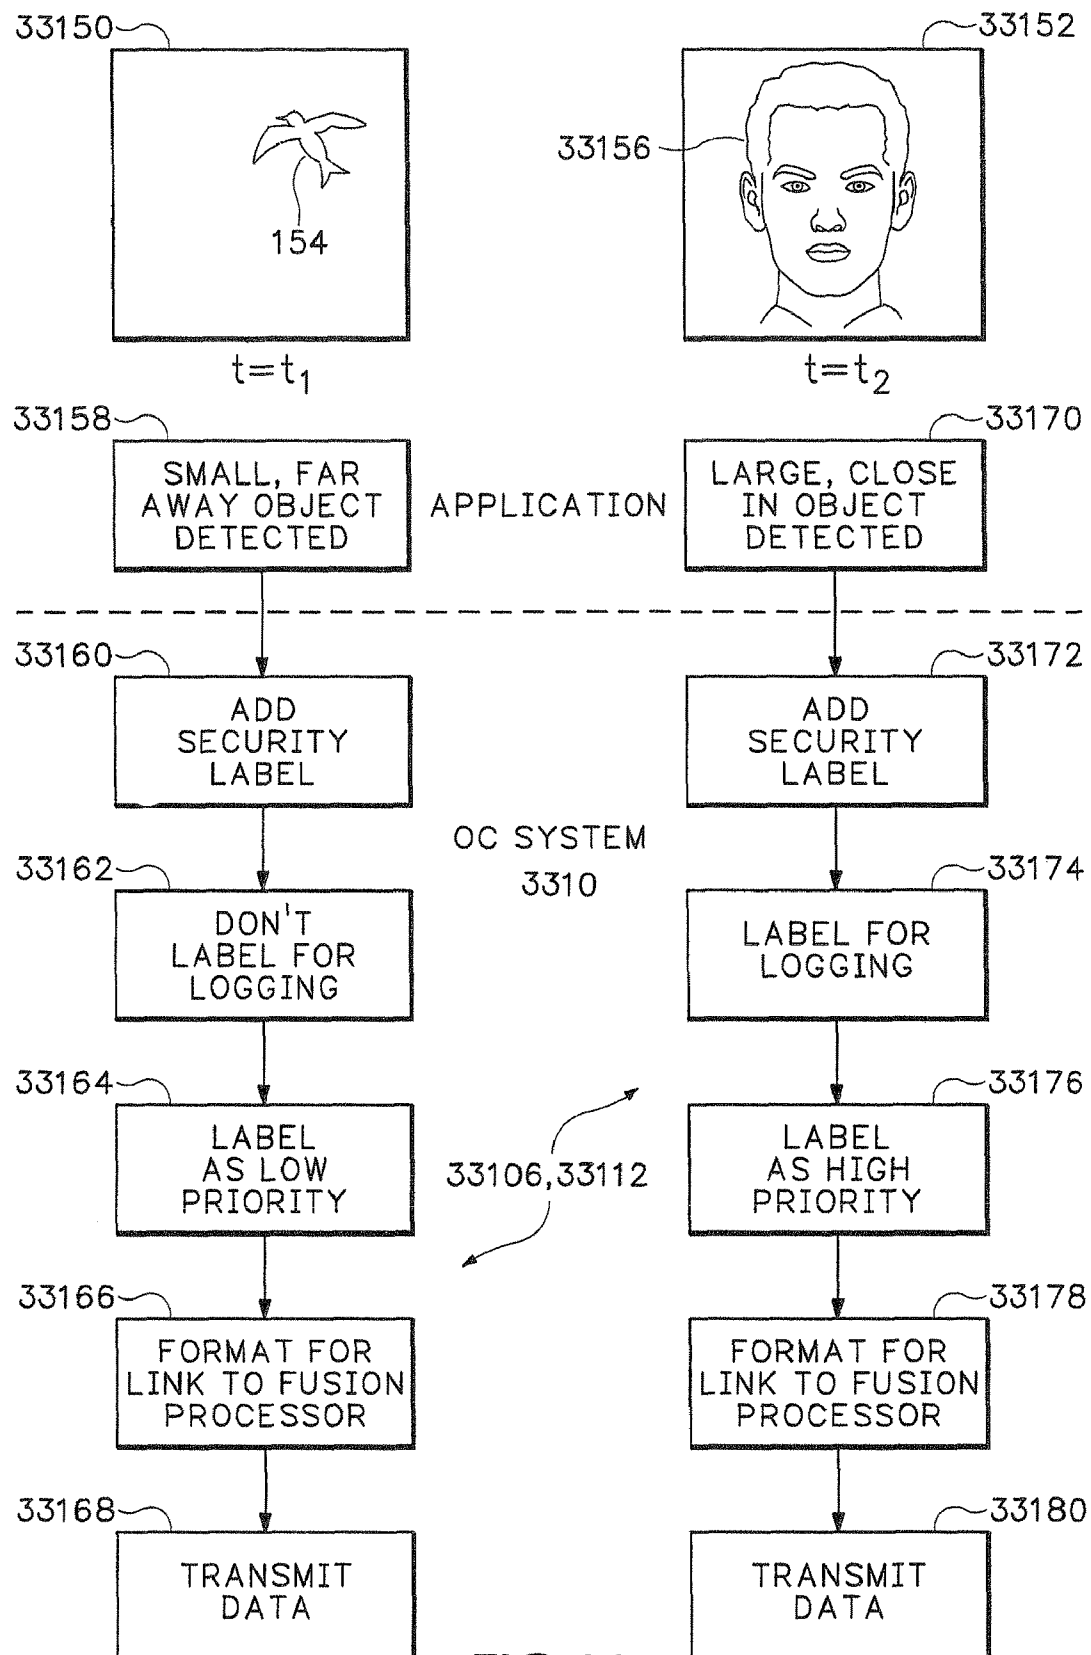 33150
33152
33156
154
t=t₁
t=t₂
33158
33170
SMALL, FAR
AWAY OBJECT
DETECTED
APPLICATION
LARGE, CLOSE
IN OBJECT
DETECTED
33160
33172
ADD
SECURITY
LABEL
ADD
SECURITY
LABEL
OC SYSTEM
3310
33162
33174
DON'T
LABEL FOR
LOGGING
LABEL FOR
LOGGING
33164
33176
LABEL
AS LOW
PRIORITY
33106,33112
LABEL
AS HIGH
PRIORITY
33166
33178
FORMAT FOR
LINK TO FUSION
PROCESSOR
FORMAT FOR
LINK TO FUSION
PROCESSOR
33168
33180
TRANSMIT
DATA
TRANSMIT
DATA